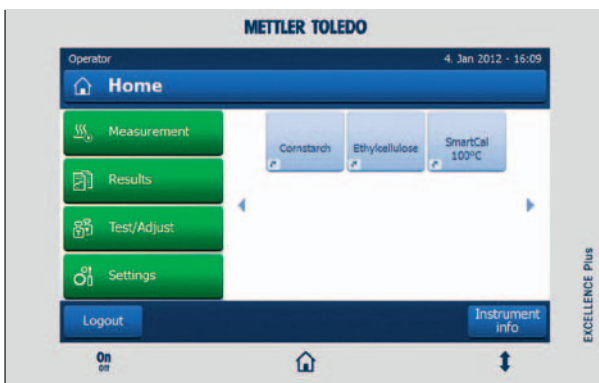 METTLER TOLEDO
Operator
4. Jan 2012 - 16:09
Home
Measurement
Results
Test/Adjust
Settings
Cornstarch
Ethylcellulose
SmartCal
100°C
Logout
Instrument
info
On
Off
EXCELLENCE Plus